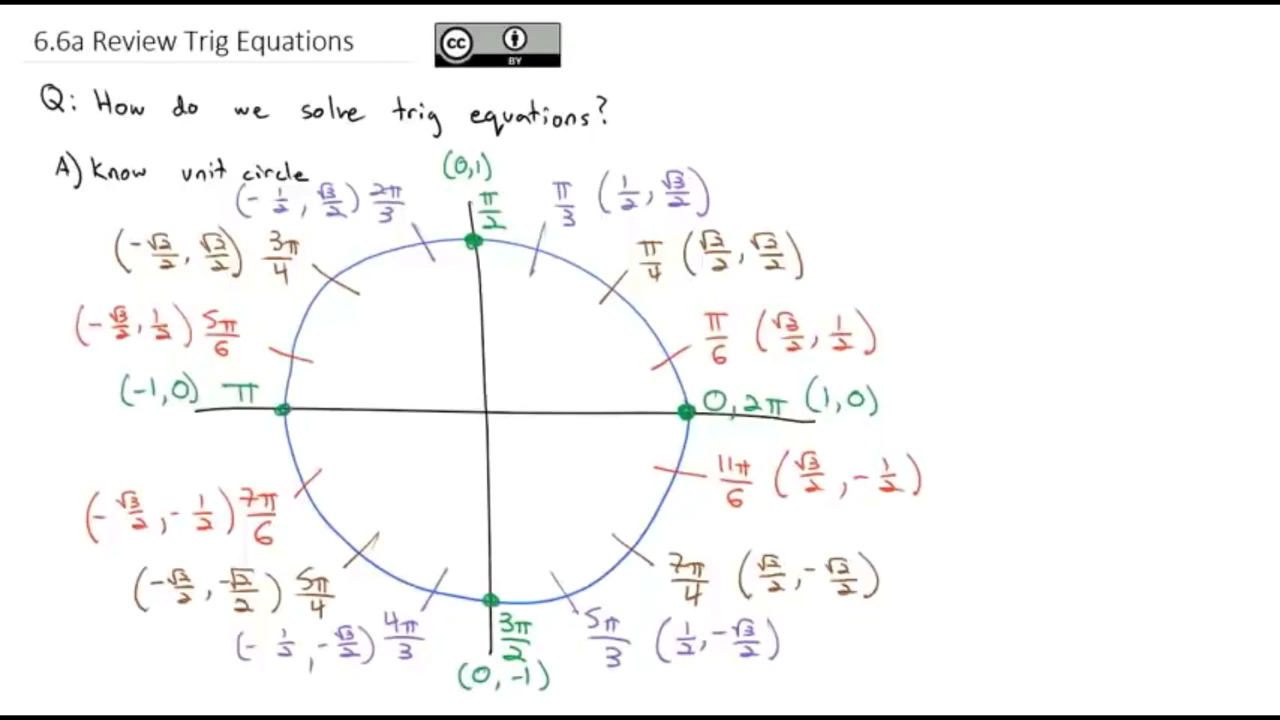 6.6a Review Trig Equations
cc BY
Q: How do we solve trig equations?
A) Know unit circle
(0,1)
π/2
(-1/2, √3/2) 2π/3
π/3 (1/2, √3/2)
(-√2/2, √2/2) 3π/4
π/4 (√2/2, √2/2)
(-√3/2, 1/2) 5π/6
π/6 (√3/2, 1/2)
(-1,0) π
0, 2π (1,0)
(-√3/2, -1/2) 7π/6
11π/6 (√3/2, -1/2)
(-√2/2, -√2/2) 5π/4
7π/4 (√2/2, -√2/2)
(-1/2, -√3/2) 4π/3
3π/2
5π/3 (1/2, -√3/2)
(0, -1)